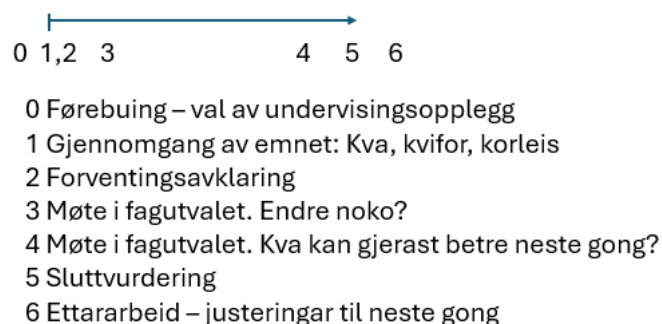 0 1,2 3 4 5 6
0 Førebuing – val av undervisingsopplegg
1 Gjennomgang av emnet: Kva, kvifor, korleis
2 Forventingsavklaring
3 Møte i fagutvalet. Endre noko?
4 Møte i fagutvalet. Kva kan gjerast betre neste gong?
5 Sluttvurdering
6 Ettararbeid – justeringar til neste gong